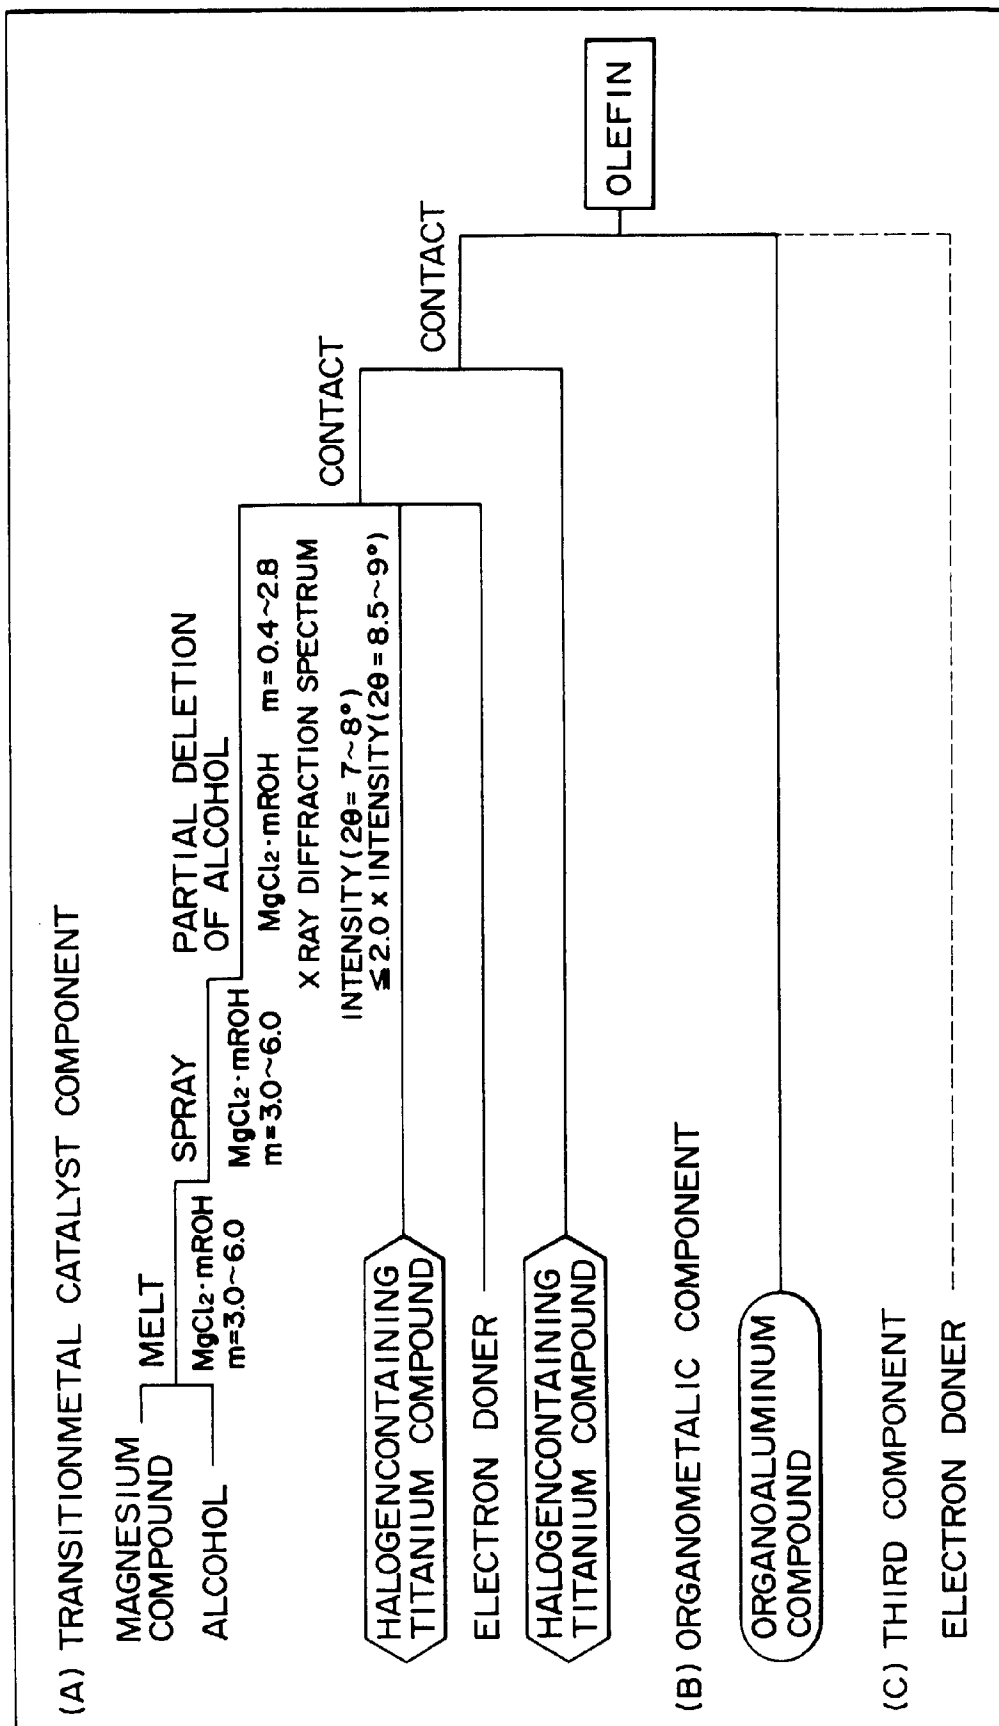 (A) TRANSITIONMETAL CATALYST COMPONENT
MAGNESIUM
COMPOUND
ALCOHOL
MELT
MgCl₂·mROH
m=3.0~6.0
SPRAY
MgCl₂·mROH
m=3.0~6.0
PARTIAL DELETION
OF ALCOHOL
MgCl₂·mROH m=0.4~2.8
X RAY DIFFRACTION SPECTRUM
INTENSITY(2θ= 7~8°)
≦2.0 x INTENSITY(2θ= 8.5~9°)
CONTACT
HALOGENCONTAINING
TITANIUM COMPOUND
ELECTRON DONER
CONTACT
HALOGENCONTAINING
TITANIUM COMPOUND
OLEFIN
(B) ORGANOMETALIC COMPONENT
ORGANOALUMINUM
COMPOUND
(C) THIRD COMPONENT
ELECTRON DONER